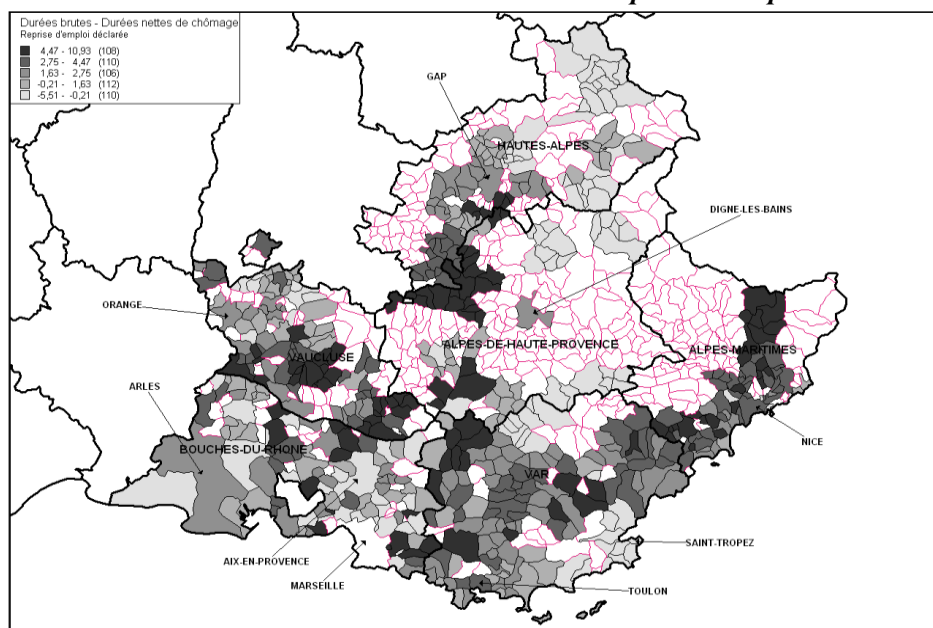 Durées brutes - Durées nettes de chômage
Reprise d'emploi déclarée
4,47 - 10,93 (108)
2,75 - 4,47 (110)
1,63 - 2,75 (106)
-0,21 - 1,63 (112)
-5,51 - -0,21 (110)
GAP
HAUTES-ALPES
DIGNE-LES-BAINS
ORANGE
VAUCLUSE
ALPES-DE-HAUTE-PROVENCE
ALPES-MARITIMES
ARLES
NICE
BOUCHES-DU-RHONE
VAR
SAINT-TROPEZ
AIX-EN-PROVENCE
MARSEILLE
TOULON